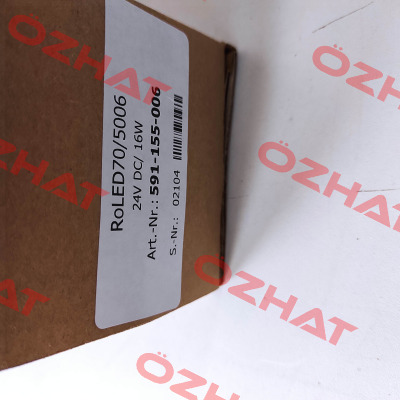 RoLED70/5006
24V DC/ 16W
Art.-Nr.: 591-155-006
S.-Nr.: 02104
ÖZHAT
ÖZHAT
ÖZHAT
ÖZHAT
ÖZHAT
ÖZHAT
ÖZHAT